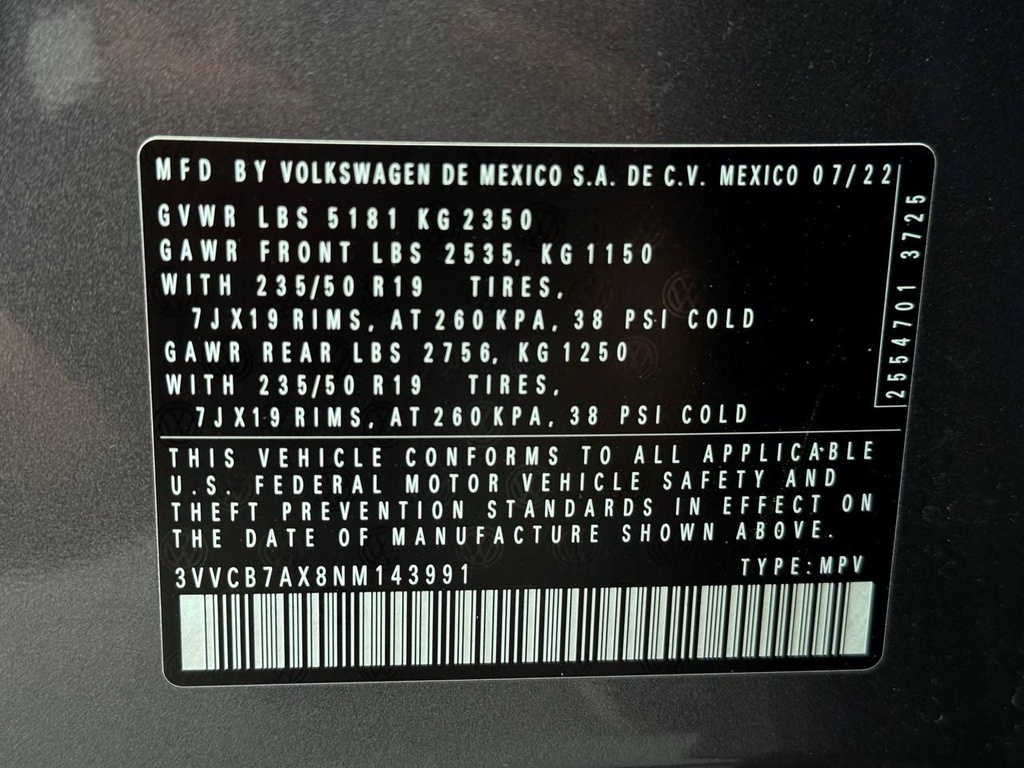 MFD BY VOLKSWAGEN DE MEXICO S.A. DE C.V. MEXICO 07/22
GVWR LBS 5181 KG 2350
GAWR FRONT LBS 2535, KG 1150
WITH 235/50 R19 TIRES,
7J X19 RIMS, AT 260 KPA, 38 PSI COLD
GAWR REAR LBS 2756, KG 1250
WITH 235/50 R19 TIRES,
7J X19 RIMS, AT 260 KPA, 38 PSI COLD
2554701 3725
THIS VEHICLE CONFORMS TO ALL APPLICABLE
U.S. FEDERAL MOTOR VEHICLE SAFETY AND
THEFT PREVENTION STANDARDS IN EFFECT ON
THE DATE OF MANUFACTURE SHOWN ABOVE.
3VVCB7AX8NM143991 TYPE: MPV